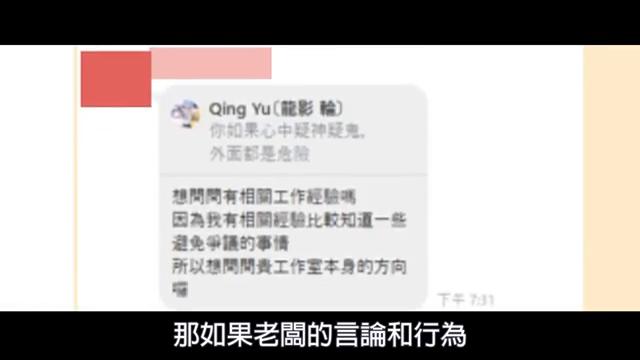 Qing Yu（龍影 輪）
你如果心中疑神疑鬼,
外面都是危險
想問問有相關工作經驗嗎
因為我有相關經驗比較知道一些
避免爭議的事情
所以想問問貴工作室本身的方向
囉
下午 7:31
那如果老闆的言論和行為